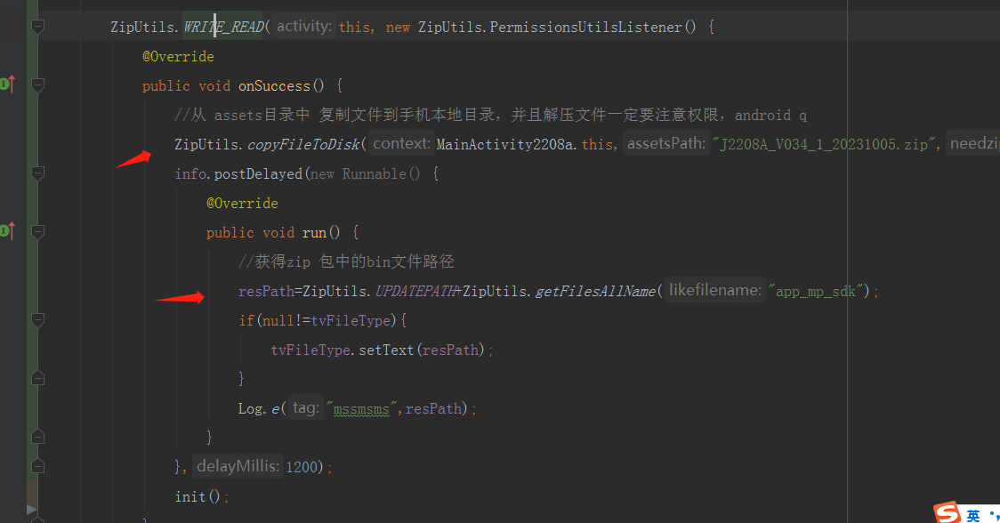 ZipUtils.WRITE_READ( activity: this, new ZipUtils.PermissionsUtilsListener() {
@Override
public void onSuccess() {
//从 assets目录中 复制文件到手机本地目录，并且解压文件一定要注意权限，android q
ZipUtils.copyFileToDisk( context: MainActivity2208a.this, assetsPath: "J2208A_V034_1_20231005.zip",
info.postDelayed(new Runnable() {
@Override
public void run() {
//获得zip 包中的bin文件路径
resPath=ZipUtils.UPDATEPATH+ZipUtils.getFilesAllName( likefilename: "app_mp_sdk");
if(null!=tvFileType){
tvFileType.setText(resPath);
}
Log.e( tag: "mssmsms",resPath);
}
}, delayMillis: 1200);
init();
英